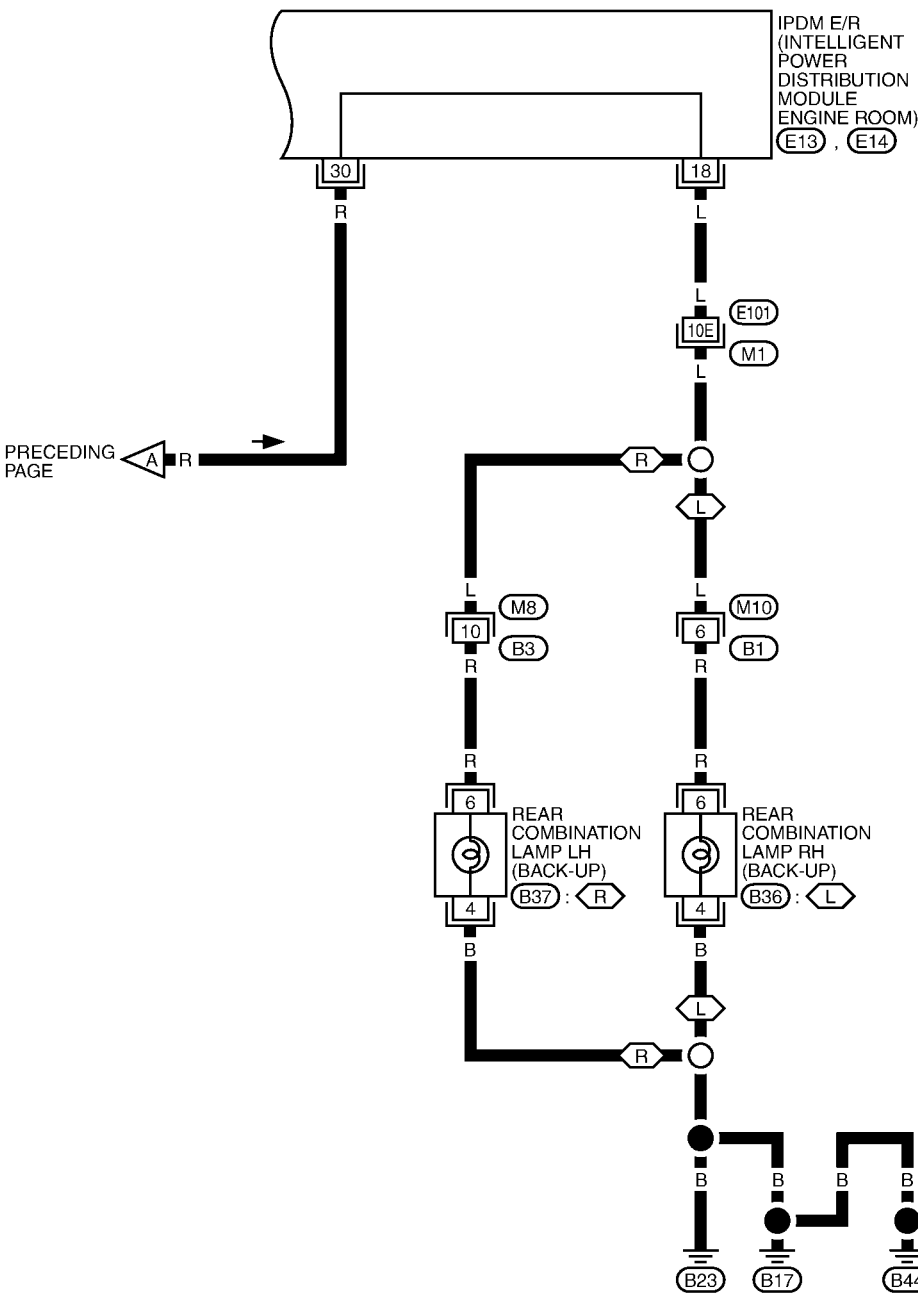 IPDM E/R
(INTELLIGENT
POWER
DISTRIBUTION
MODULE
ENGINE ROOM)
E13 , E14
30
18
R
L
L
E101
10E
M1
L
PRECEDING
PAGE
A
R
R
L
L
L
M8
M10
10
6
B3
B1
R
R
R
R
6
REAR
COMBINATION
LAMP LH
(BACK-UP)
B37 : R
4
6
REAR
COMBINATION
LAMP RH
(BACK-UP)
B36 : L
4
B
B
L
R
B
B
B
B
B23
B17
B44